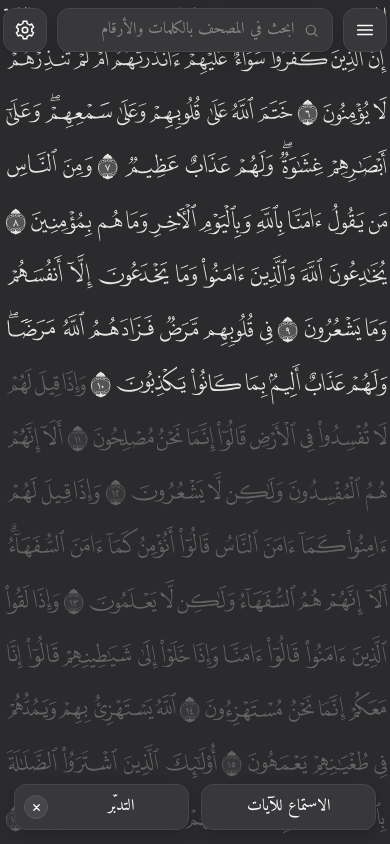 ابحث في المصحف بالكلمات والأرقام
إِنَّ ٱلَّذِينَ كَفَرُوا۟ سَوَآءٌ عَلَيْهِمْ ءَأَنذَرْتَهُمْ أَمْ لَمْ تُنذِرْهُمْ
لَا يُؤْمِنُونَ ٦ خَتَمَ ٱللَّهُ عَلَىٰ قُلُوبِهِمْ وَعَلَىٰ سَمْعِهِمْ ۖ وَعَلَىٰٓ
أَبْصَٰرِهِمْ غِشَٰوَةٌ ۖ وَلَهُمْ عَذَابٌ عَظِيمٌ ٧ وَمِنَ ٱلنَّاسِ
مَن يَقُولُ ءَامَنَّا بِٱللَّهِ وَبِٱلْيَوْمِ ٱلْـَٔاخِرِ وَمَا هُم بِمُؤْمِنِينَ ٨
يُخَٰدِعُونَ ٱللَّهَ وَٱلَّذِينَ ءَامَنُوا۟ وَمَا يَخْدَعُونَ إِلَّآ أَنفُسَهُمْ
وَمَا يَشْعُرُونَ ٩ فِى قُلُوبِهِم مَّرَضٌ فَزَادَهُمُ ٱللَّهُ مَرَضًا ۖ
وَلَهُمْ عَذَابٌ أَلِيمٌۢ بِمَا كَانُوا۟ يَكْذِبُونَ ١٠ وَإِذَا قِيلَ لَهُمْ
لَا تُفْسِدُوا۟ فِى ٱلْأَرْضِ قَالُوٓا۟ إِنَّمَا نَحْنُ مُصْلِحُونَ ١١ أَلَآ إِنَّهُمْ
هُمُ ٱلْمُفْسِدُونَ وَلَٰكِن لَّا يَشْعُرُونَ ١٢ وَإِذَا قِيلَ لَهُمْ
ءَامِنُوا۟ كَمَآ ءَامَنَ ٱلنَّاسُ قَالُوٓا۟ أَنُؤْمِنُ كَمَآ ءَامَنَ ٱلسُّفَهَآءُ ۗ
أَلَآ إِنَّهُمْ هُمُ ٱلسُّفَهَآءُ وَلَٰكِن لَّا يَعْلَمُونَ ١٣ وَإِذَا لَقُوا۟
ٱلَّذِينَ ءَامَنُوا۟ قَالُوٓا۟ ءَامَنَّا وَإِذَا خَلَوْا۟ إِلَىٰ شَيَٰطِينِهِمْ قَالُوٓا۟ إِنَّا
مَعَكُمْ إِنَّمَا نَحْنُ مُسْتَهْزِءُونَ ١٤ ٱللَّهُ يَسْتَهْزِئُ بِهِمْ وَيَمُدُّهُمْ
فِى طُغْيَٰنِهِمْ يَعْمَهُونَ ١٥ أُو۟لَٰٓئِكَ ٱلَّذِينَ ٱشْتَرَوُا۟ ٱلضَّلَٰلَةَ
الاستماع للآيات
التدبّر